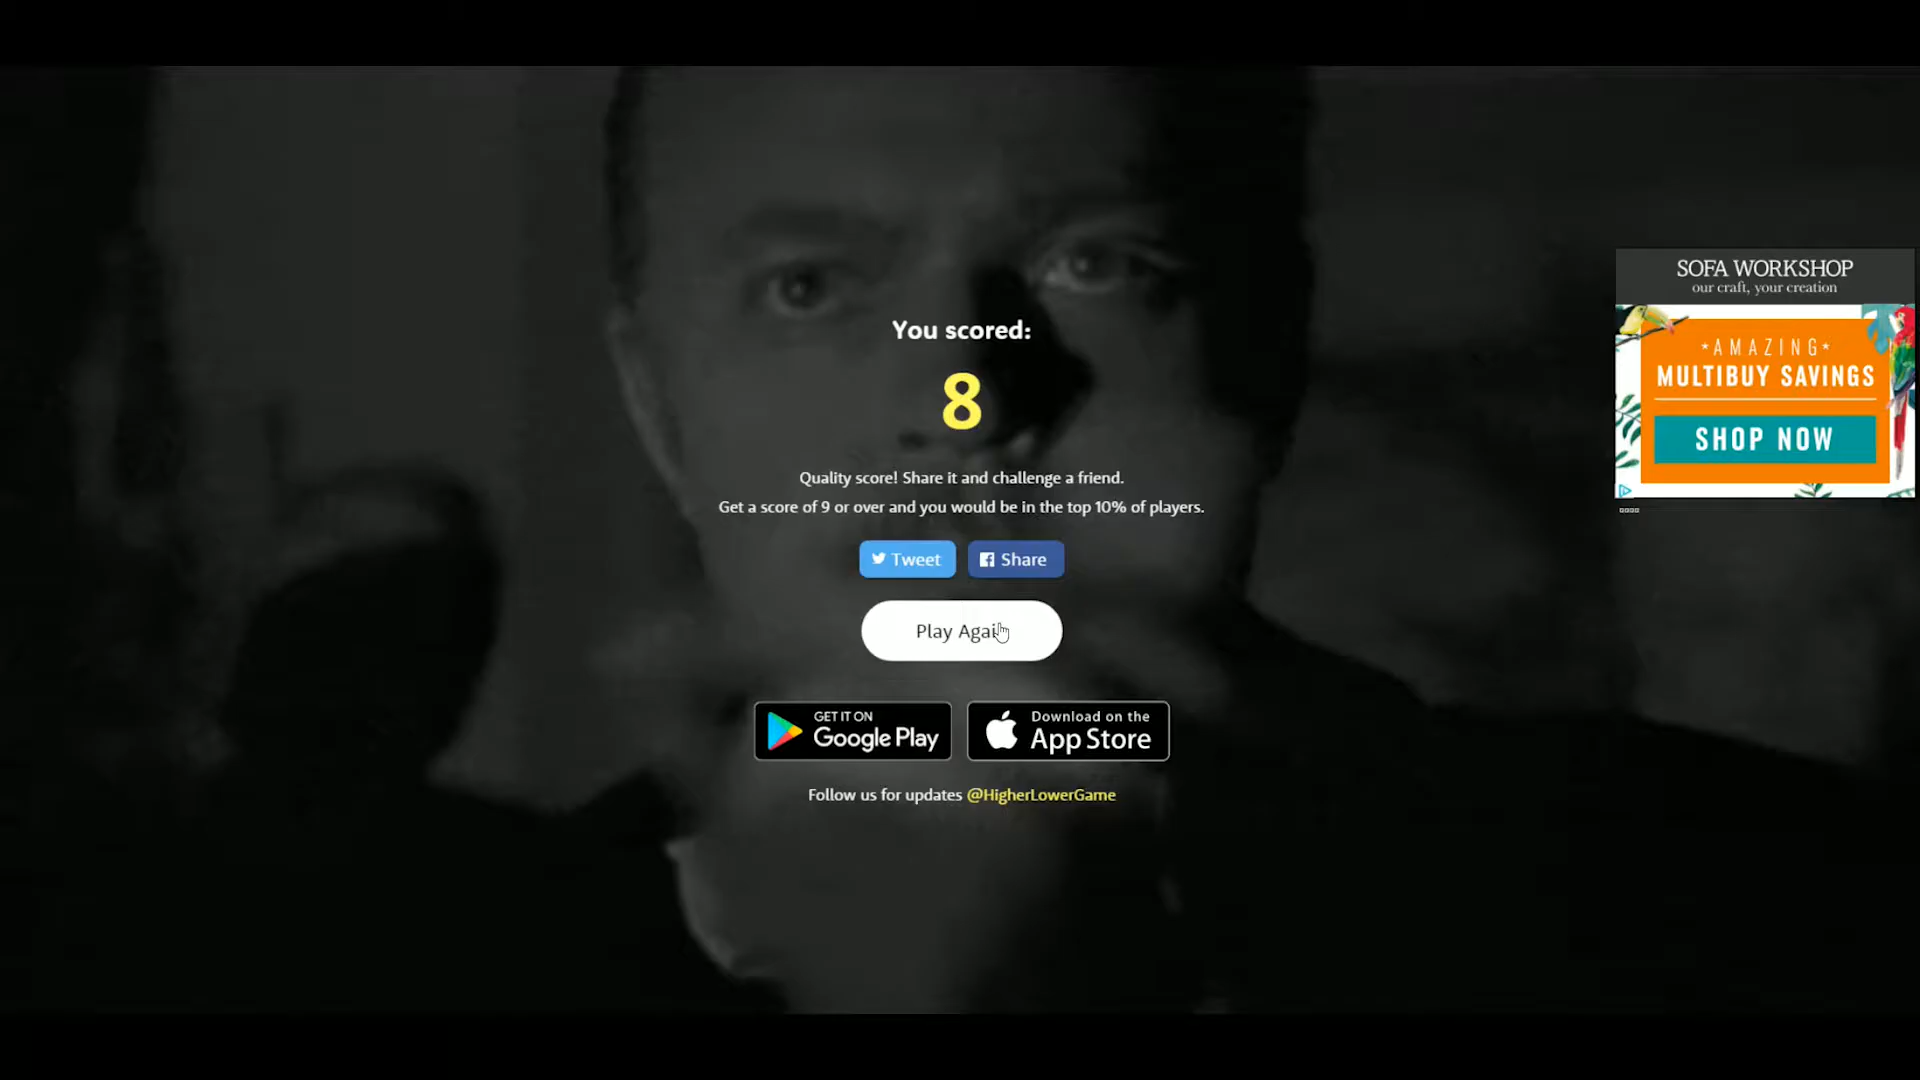 You scored:
8
Quality score! Share it and challenge a friend.
Get a score of 9 or over and you would be in the top 10% of players.
Tweet
Share
Play Agai
GET IT ON
Google Play
Download on the
App Store
Follow us for updates @HigherLowerGame
SOFA WORKSHOP
our craft, your creation
★AMAZING★
MULTIBUY SAVINGS
SHOP NOW